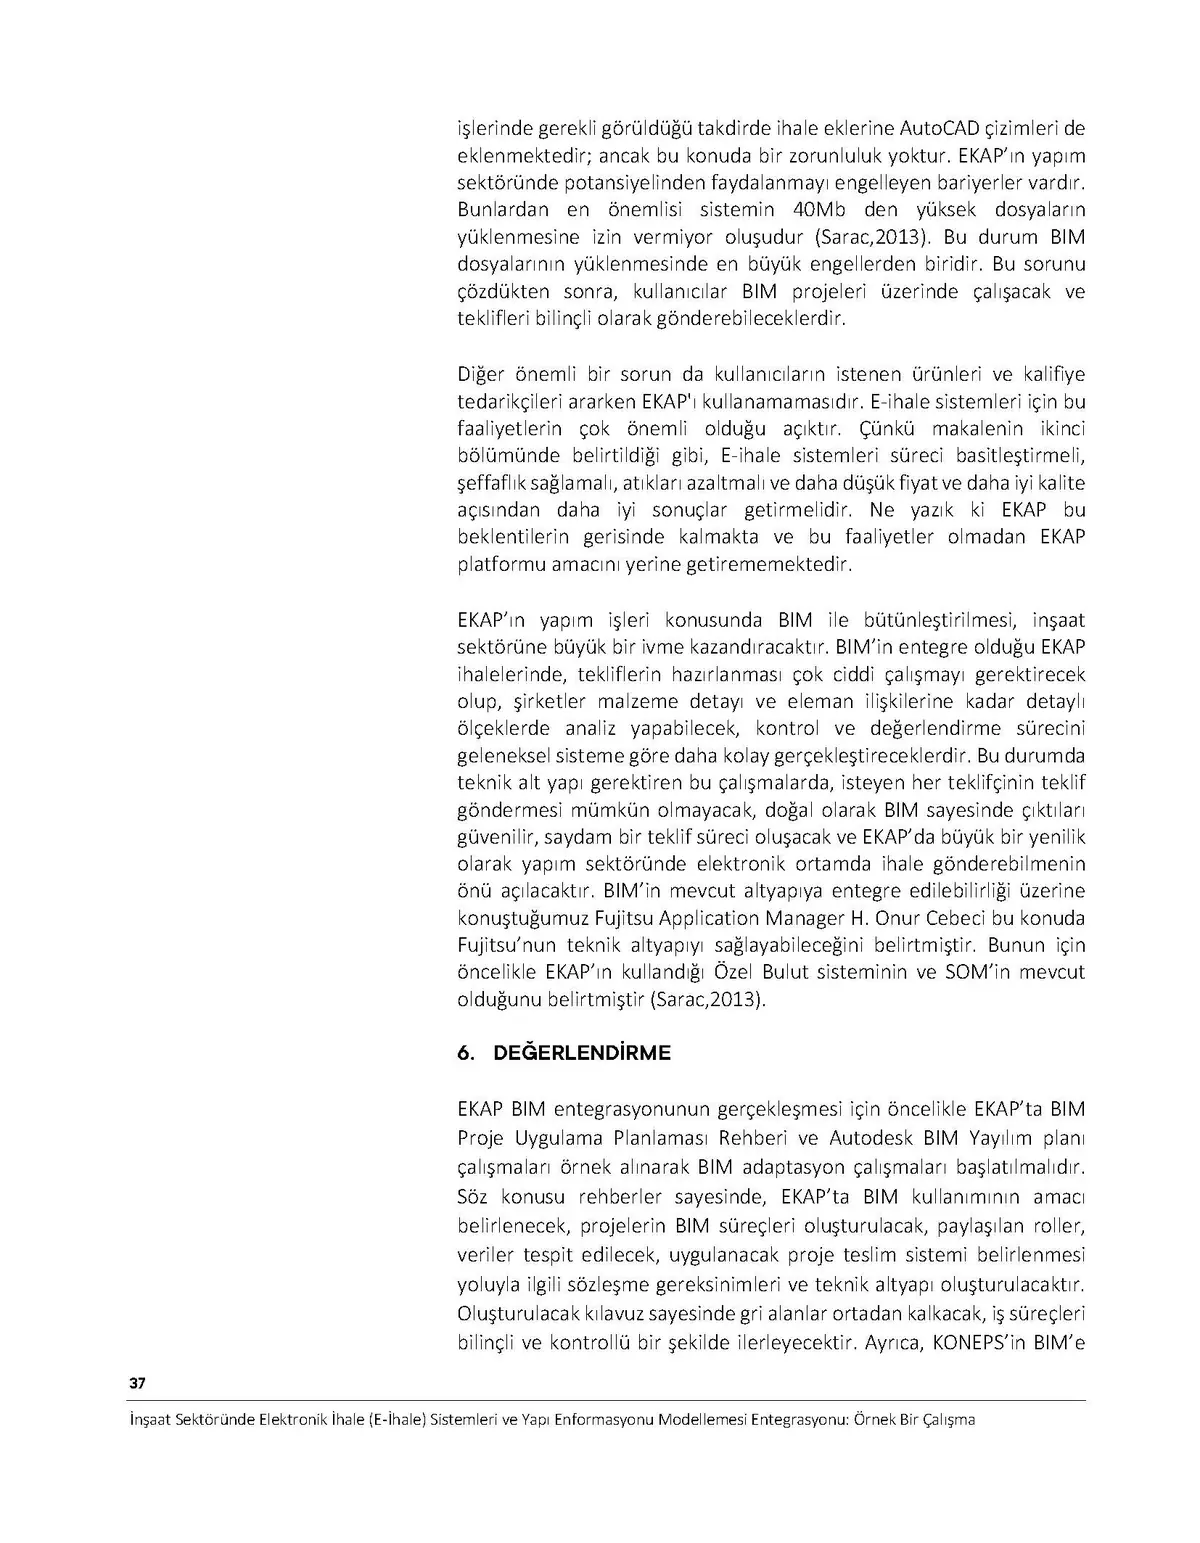 işlerinde gerekli görüldüğü takdirde ihale eklerine AutoCAD çizimleri de
eklenmektedir; ancak bu konuda bir zorunluluk yoktur. EKAP’ın yapım
sektöründe potansiyelinden faydalanmayı engelleyen bariyerler vardır.
Bunlardan en önemlisi sistemin 40Mb den yüksek dosyaların
yüklenmesine izin vermiyor oluşudur (Sarac,2013). Bu durum BIM
dosyalarının yüklenmesinde en büyük engellerden biridir. Bu sorunu
çözdükten sonra, kullanıcılar BIM projeleri üzerinde çalışacak ve
teklifleri bilinçli olarak gönderebileceklerdir.
Diğer önemli bir sorun da kullanıcıların istenen ürünleri ve kalifiye
tedarikçileri ararken EKAP'ı kullanamamasıdır. E-ihale sistemleri için bu
faaliyetlerin çok önemli olduğu açıktır. Çünkü makalenin ikinci
bölümünde belirtildiği gibi, E-ihale sistemleri süreci basitleştirmeli,
şeffaflık sağlamalı, atıkları azaltmalı ve daha düşük fiyat ve daha iyi kalite
açısından daha iyi sonuçlar getirmelidir. Ne yazık ki EKAP bu
beklentilerin gerisinde kalmakta ve bu faaliyetler olmadan EKAP
platformu amacını yerine getirememektedir.
EKAP’ın yapım işleri konusunda BIM ile bütünleştirilmesi, inşaat
sektörüne büyük bir ivme kazandıracaktır. BIM’in entegre olduğu EKAP
ihalelerinde, tekliflerin hazırlanması çok ciddi çalışmayı gerektirecek
olup, şirketler malzeme detayı ve eleman ilişkilerine kadar detaylı
ölçeklerde analiz yapabilecek, kontrol ve değerlendirme sürecini
geleneksel sisteme göre daha kolay gerçekleştireceklerdir. Bu durumda
teknik alt yapı gerektiren bu çalışmalarda, isteyen her teklifçinin teklif
göndermesi mümkün olmayacak, doğal olarak BIM sayesinde çıktıları
güvenilir, saydam bir teklif süreci oluşacak ve EKAP’da büyük bir yenilik
olarak yapım sektöründe elektronik ortamda ihale gönderebilmenin
önü açılacaktır. BIM’in mevcut altyapıya entegre edilebilirliği üzerine
konuştuğumuz Fujitsu Application Manager H. Onur Cebeci bu konuda
Fujitsu’nun teknik altyapıyı sağlayabileceğini belirtmiştir. Bunun için
öncelikle EKAP’ın kullandığı Özel Bulut sisteminin ve SOM’in mevcut
olduğunu belirtmiştir (Sarac,2013).
6. DEĞERLENDİRME
EKAP BIM entegrasyonunun gerçekleşmesi için öncelikle EKAP’ta BIM
Proje Uygulama Planlaması Rehberi ve Autodesk BIM Yayılım planı
çalışmaları örnek alınarak BIM adaptasyon çalışmaları başlatılmalıdır.
Söz konusu rehberler sayesinde, EKAP’ta BIM kullanımının amacı
belirlenecek, projelerin BIM süreçleri oluşturulacak, paylaşılan roller,
veriler tespit edilecek, uygulanacak proje teslim sistemi belirlenmesi
yoluyla ilgili sözleşme gereksinimleri ve teknik altyapı oluşturulacaktır.
Oluşturulacak kılavuz sayesinde gri alanlar ortadan kalkacak, iş süreçleri
bilinçli ve kontrollü bir şekilde ilerleyecektir. Ayrıca, KONEPS’in BIM’e
37
İnşaat Sektöründe Elektronik İhale (E-İhale) Sistemleri ve Yapı Enformasyonu Modellemesi Entegrasyonu: Örnek Bir Çalışma